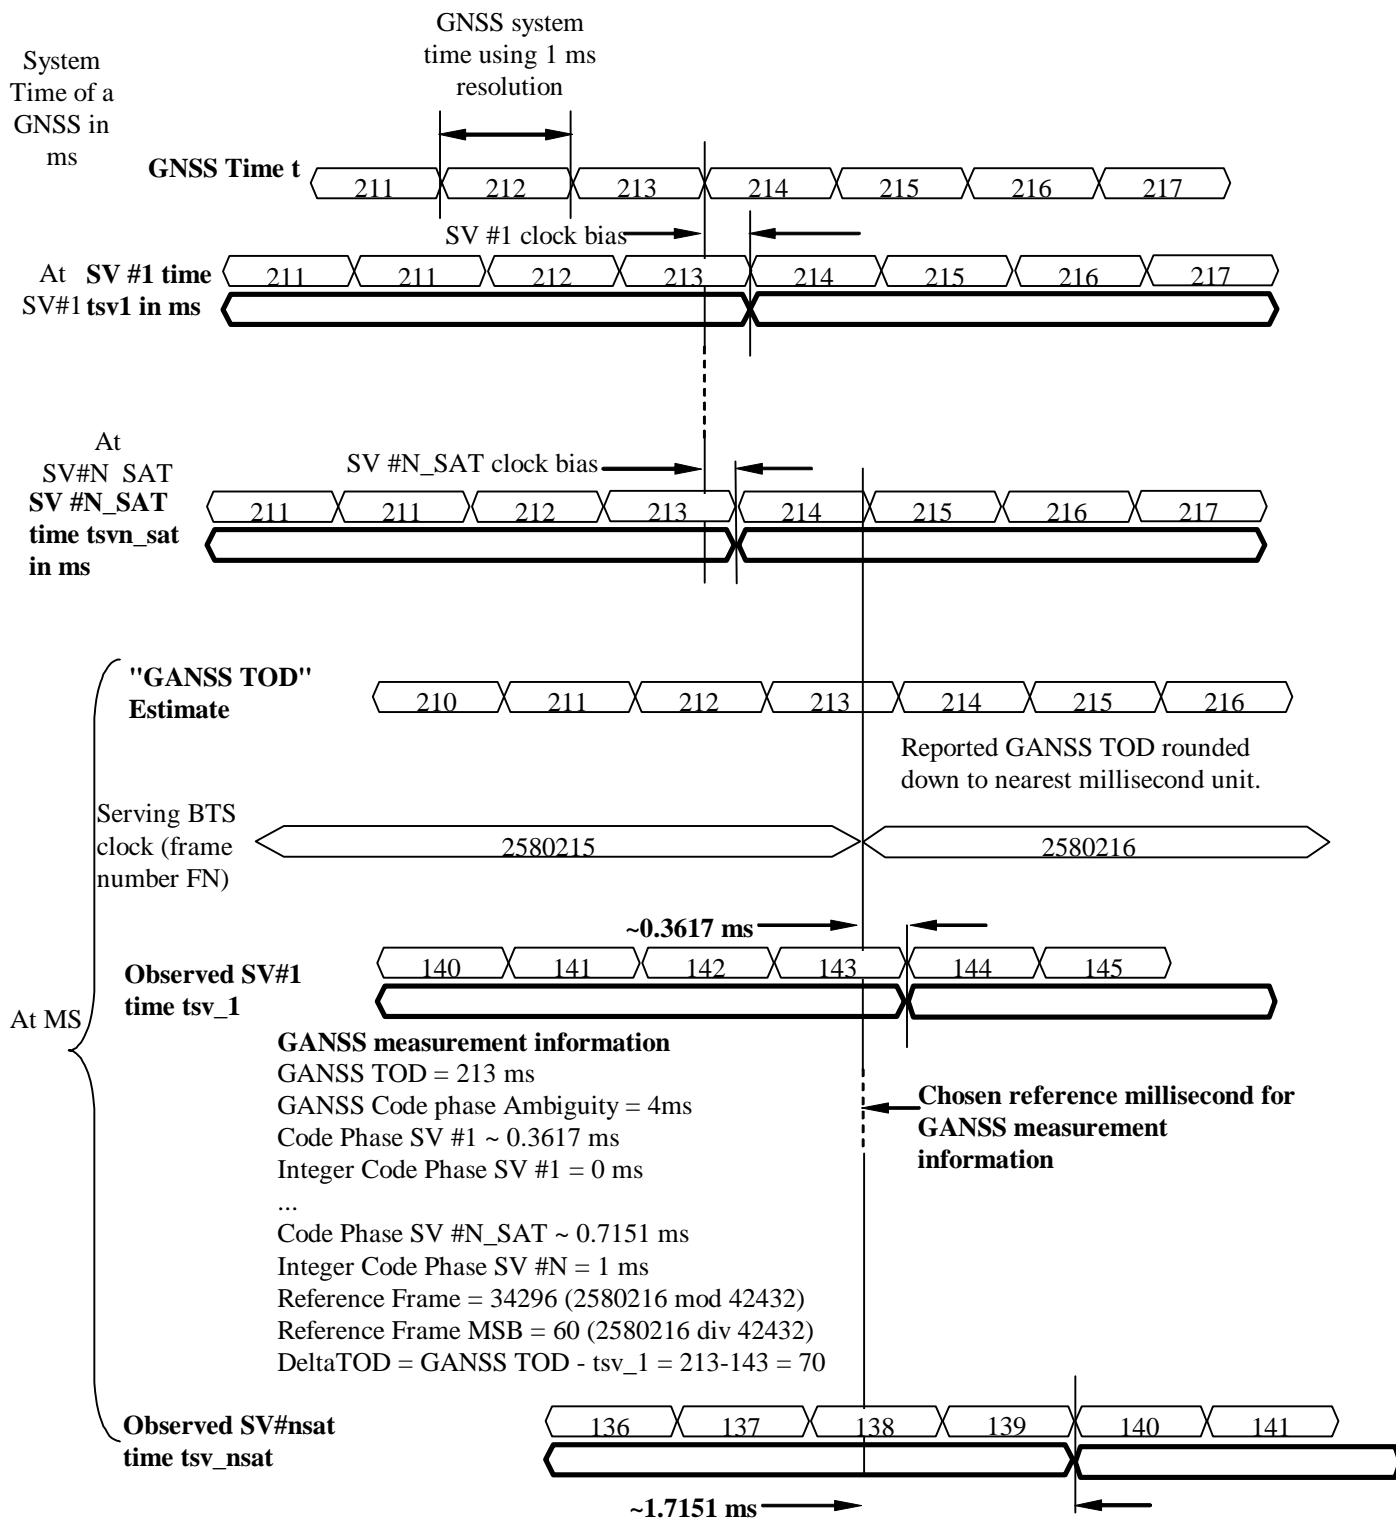 GNSS system
time using 1 ms
resolution
System
Time of a
GNSS in
ms
GNSS Time t
211 212 213 214 215 216 217
SV #1 clock bias
At SV #1 time
SV#1 tsv1 in ms
211 211 212 213 214 215 216 217
At
SV#N_SAT
SV #N_SAT clock bias
SV #N_SAT
time tsvn_sat
in ms
211 211 212 213 214 215 216 217
"GANSS TOD"
Estimate
210 211 212 213 214 215 216
Reported GANSS TOD rounded
down to nearest millisecond unit.
Serving BTS
clock (frame
number FN)
2580215 2580216
~0.3617 ms
Observed SV#1
time tsv_1
140 141 142 143 144 145
At MS
GANSS measurement information
GANSS TOD = 213 ms
GANSS Code phase Ambiguity = 4ms
Code Phase SV #1 ~ 0.3617 ms
Integer Code Phase SV #1 = 0 ms
...
Code Phase SV #N_SAT ~ 0.7151 ms
Integer Code Phase SV #N = 1 ms
Reference Frame = 34296 (2580216 mod 42432)
Reference Frame MSB = 60 (2580216 div 42432)
DeltaTOD = GANSS TOD - tsv_1 = 213-143 = 70
Chosen reference millisecond for
GANSS measurement
information
Observed SV#nsat
time tsv_nsat
136 137 138 139 140 141
~1.7151 ms